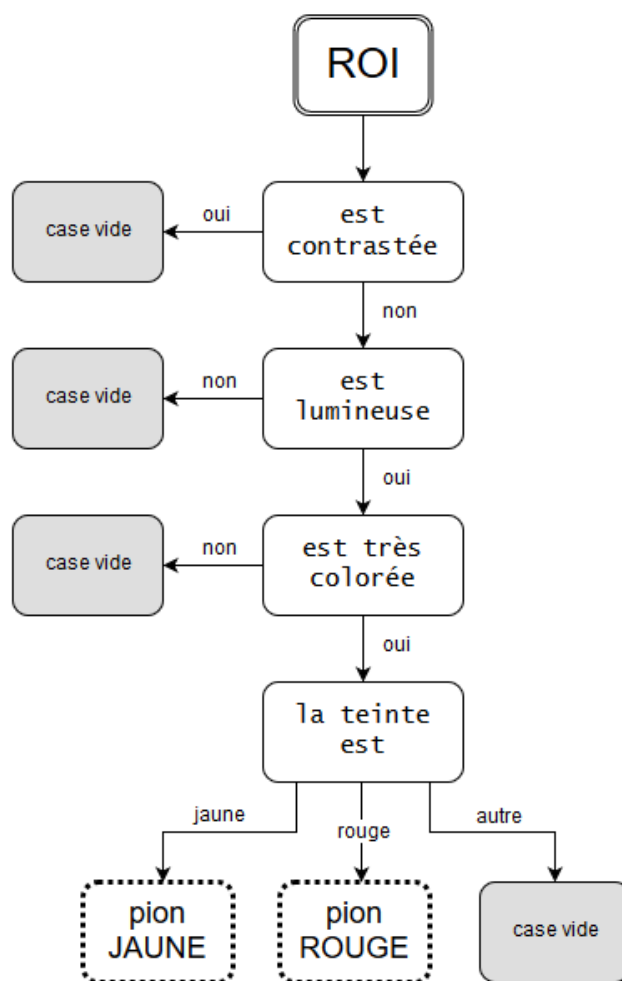 ROI
est
contrastée
oui
case vide
non
est
lumineuse
non
case vide
oui
est très
colorée
non
case vide
oui
la teinte
est
jaune
rouge
autre
pion
JAUNE
pion
ROUGE
case vide